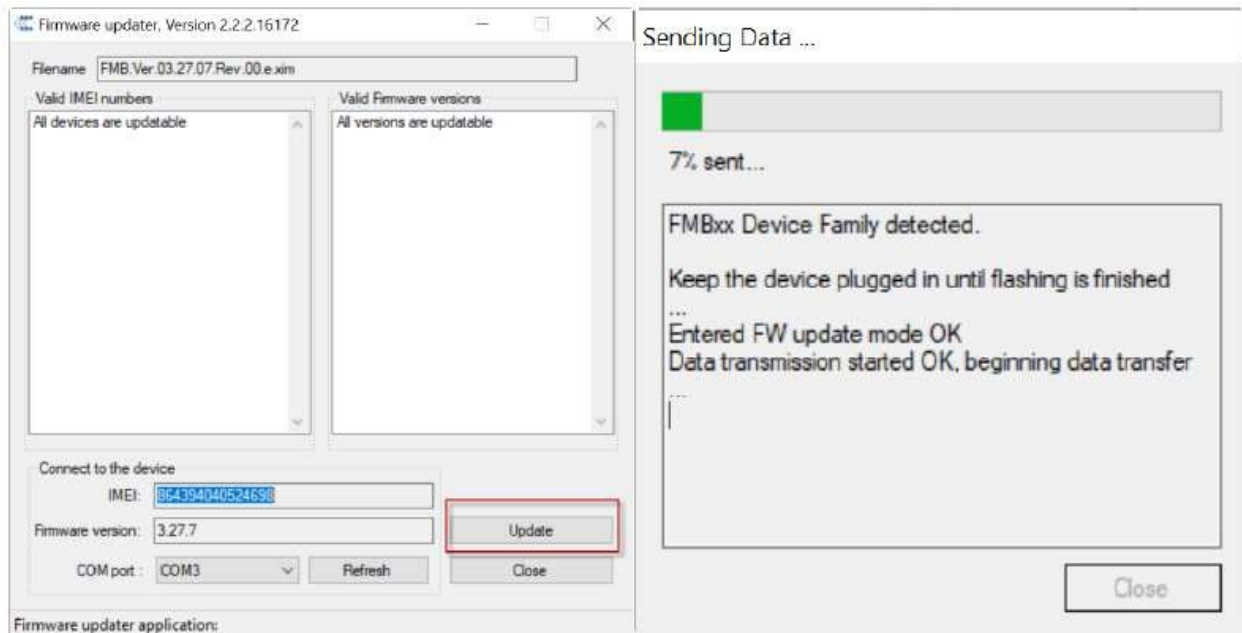 Firmware updater, Version 2.2.2.16172
Filename FMB.Ver.03.27.07.Rev.00.e.xim
Valid IMEI numbers
All devices are updatable
Valid Firmware versions
All versions are updatable
Connect to the device
IMEI: 864394040524698
Firmware version: 3.27.7
Update
COM port : COM3
Refresh
Close
Firmware updater application:
Sending Data ...
7% sent...
FMBxx Device Family detected.
Keep the device plugged in until flashing is finished
...
Entered FW update mode OK
Data transmission started OK, beginning data transfer
...
Close